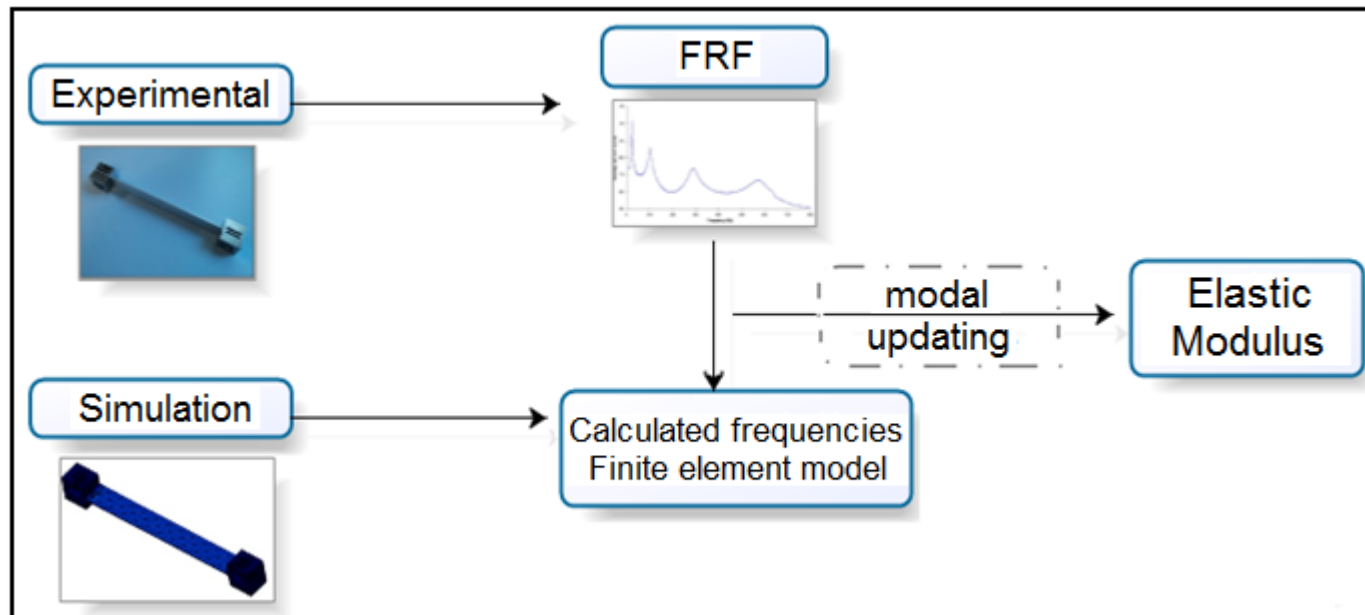 FRF
Experimental
modal
updating
Elastic
Modulus
Simulation
Calculated frequencies
Finite element model